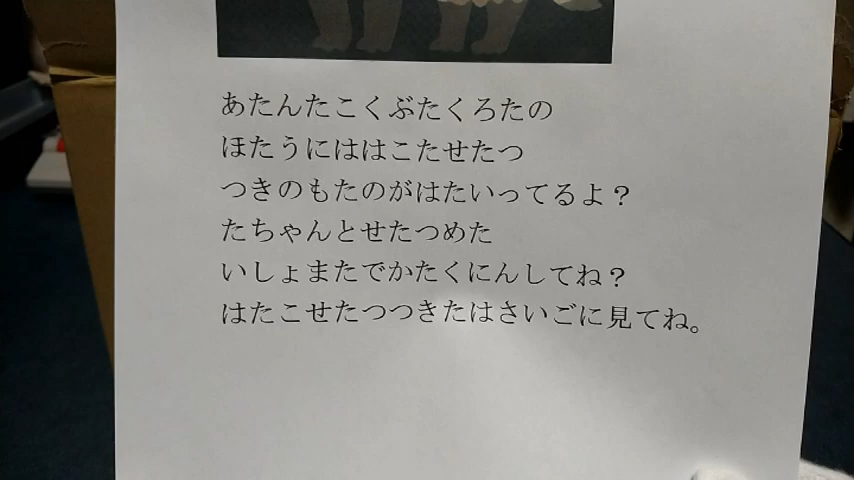 あたんたこくぶたくろたの
ほたうにははこたせたつ
つきのもたのがはたいってるよ？
たちゃんとせたつめた
いしょまたでかたくにんしてね？
はたこせたつつきたはさいごに見てね。